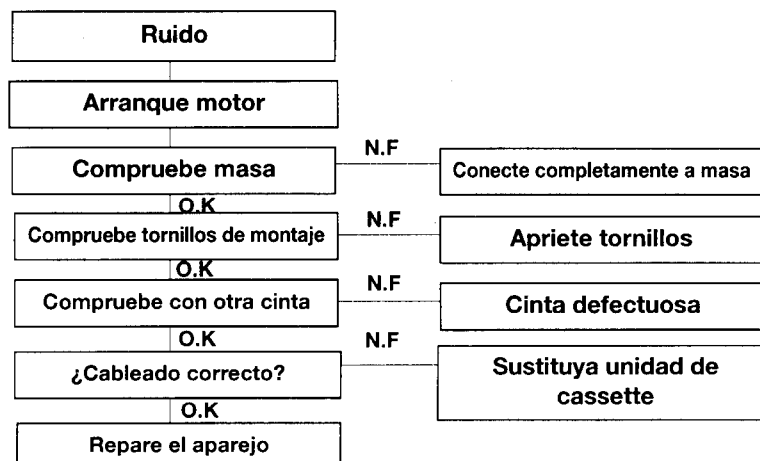 Ruido
Arranque motor
Compruebe masa
N.F
Conecte completamente a masa
O.K
Compruebe tornillos de montaje
N.F
Apriete tornillos
O.K
Compruebe con otra cinta
N.F
Cinta defectuosa
O.K
N.F
¿Cableado correcto?
Sustituya unidad de
cassette
O.K
Repare el aparejo